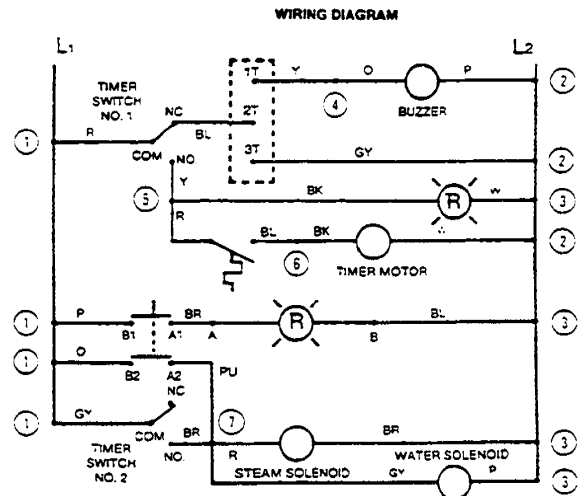 WIRING DIAGRAM
L1 L2
1T Y O P 2
TIMER
SWITCH
NO. 1
NC 2T 4 BUZZER
1 R BL
COM NO. 3T GY 2
Y
5 BK R W 3
R
BL BK 2
6 TIMER MOTOR
1 P BR R BL 3
B1 A1 A B
1 O
B2 A2 PU
NC
1 GY 7
COM BR R BR 3
TIMER
SWITCH
NO. 2
NO. STEAM SOLENOID WATER SOLENOID
GY P 3